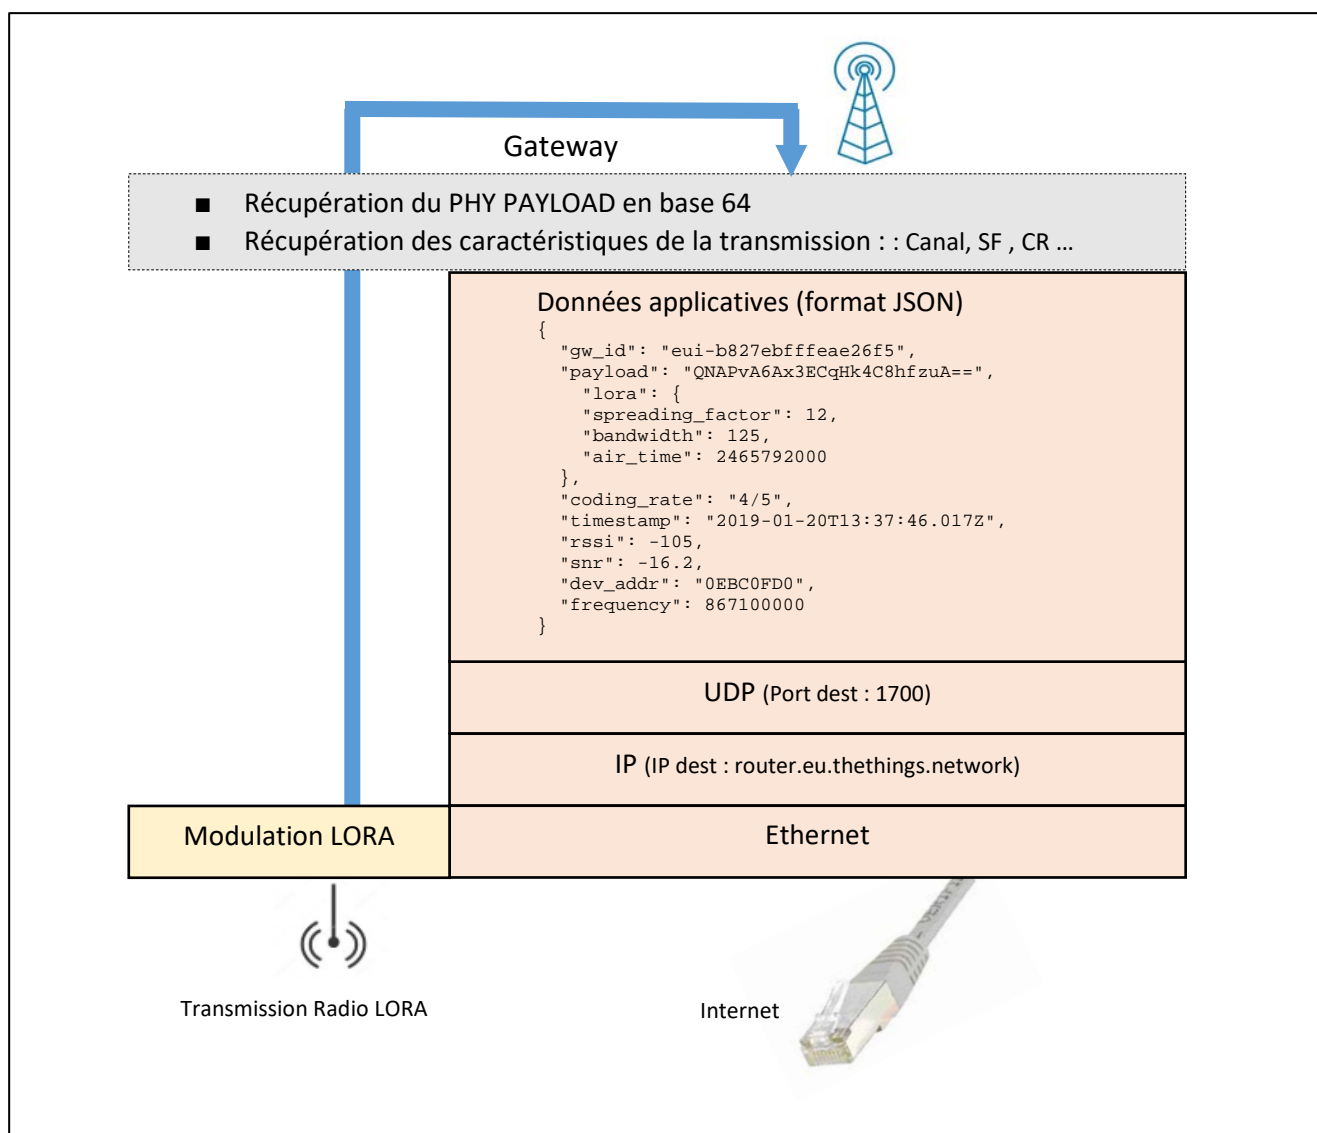 Gateway
■ Récupération du PHY PAYLOAD en base 64
■ Récupération des caractéristiques de la transmission : : Canal, SF , CR ...
Données applicatives (format JSON)
{
"gw_id": "eui-b827ebfffeae26f5",
"payload": "QNAPvA6Ax3ECqHk4C8hfzuA==",
"lora": {
"spreading_factor": 12,
"bandwidth": 125,
"air_time": 2465792000
},
"coding_rate": "4/5",
"timestamp": "2019-01-20T13:37:46.017Z",
"rssi": -105,
"snr": -16.2,
"dev_addr": "0EBC0FD0",
"frequency": 867100000
}
UDP (Port dest : 1700)
IP (IP dest : router.eu.thethings.network)
Modulation LORA
Ethernet
Transmission Radio LORA
Internet